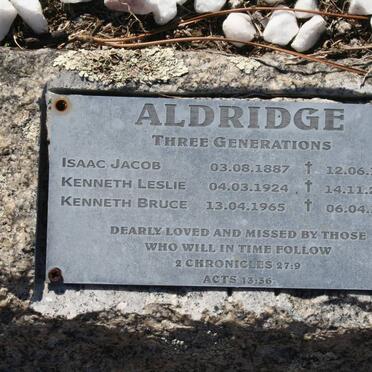 ALDRIDGE
THREE GENERATIONS
ISAAC JACOB 03.08.1887 † 12.06.
KENNETH LESLIE 04.03.1924 † 14.11.
KENNETH BRUCE 13.04.1965 † 06.04.
DEARLY LOVED AND MISSED BY THOSE
WHO WILL IN TIME FOLLOW
2 CHRONICLES 27:9
ACTS 13:36